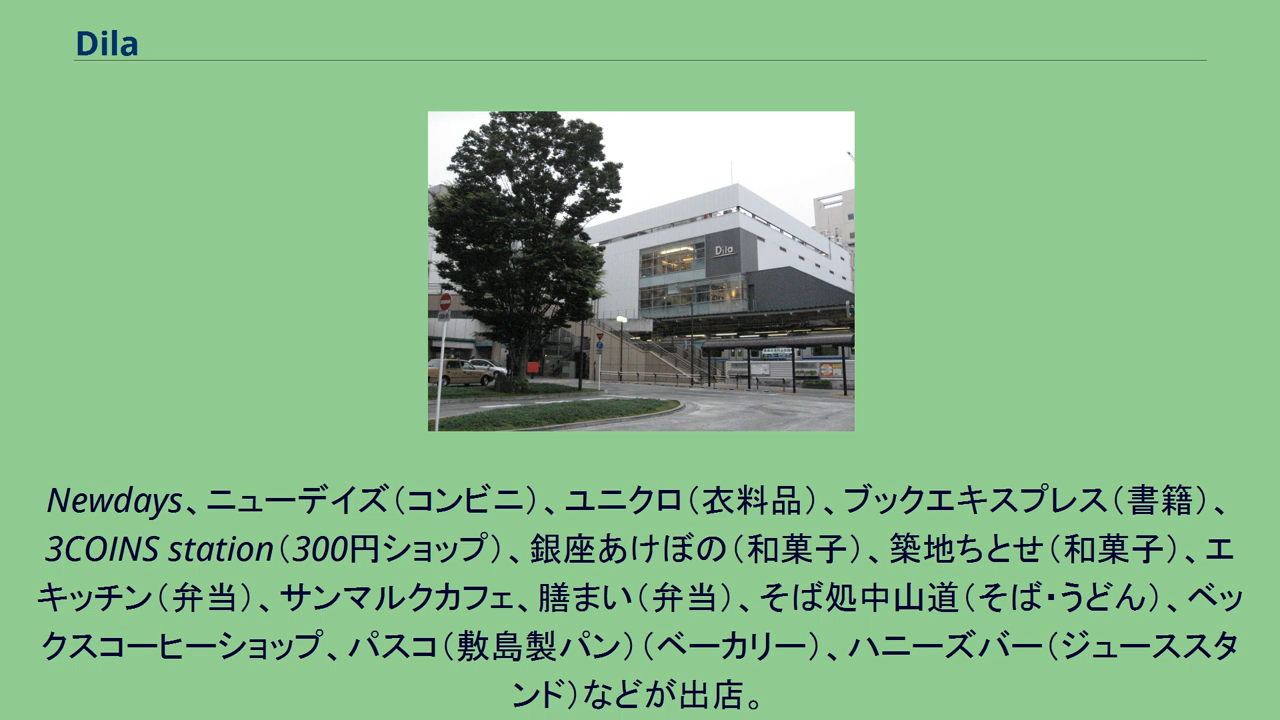 Dila
Dila
Newdays、ニューデイズ（コンビニ）、ユニクロ（衣料品）、ブックエキスプレス（書籍）、
3COINS station（300円ショップ）、銀座あけぼの（和菓子）、築地ちとせ（和菓子）、エ
キッチン（弁当）、サンマルクカフェ、膳まい（弁当）、そば処中山道（そば・うどん）、ベッ
クスコーヒーショップ、パスコ（敷島製パン）（ベーカリー）、ハニーズバー（ジューススタ
ンド）などが出店。